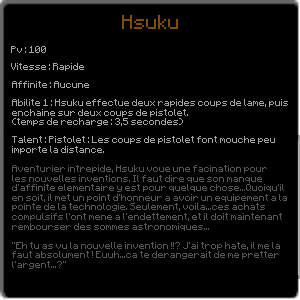 Hsuku
Pv:100
Vitesse:Rapide
Affinite:Aucune
Abilite 1:Hsuku effectue deux rapides coups de lame, puis
enchaine sur deux coups de pistolet.
(temps de recharge:3,5 secondes)
Talent:Pistolet:Les coups de pistolet font mouche peu
importe la distance.
Aventurier intrepide, Hsuku voue une facination pour
les nouvelles inventions. Il faut dire que son manque
d'affinite elementaire y est pour quelque chose...Quoiqu'il
en soit, il met un point d'honneur a avoir un equipement a la
pointe de la technologie. Seulement, voila...ces achats
compulsifs l'ont mene a l'endettement, et il doit maintenant
rembourser des sommes astronomiques...
"Eh tu as vu la nouvelle invention !!? J'ai trop hate, il me la
faut absolument ! Euuh...ca te derangerait de me pretter
l'argent...?"